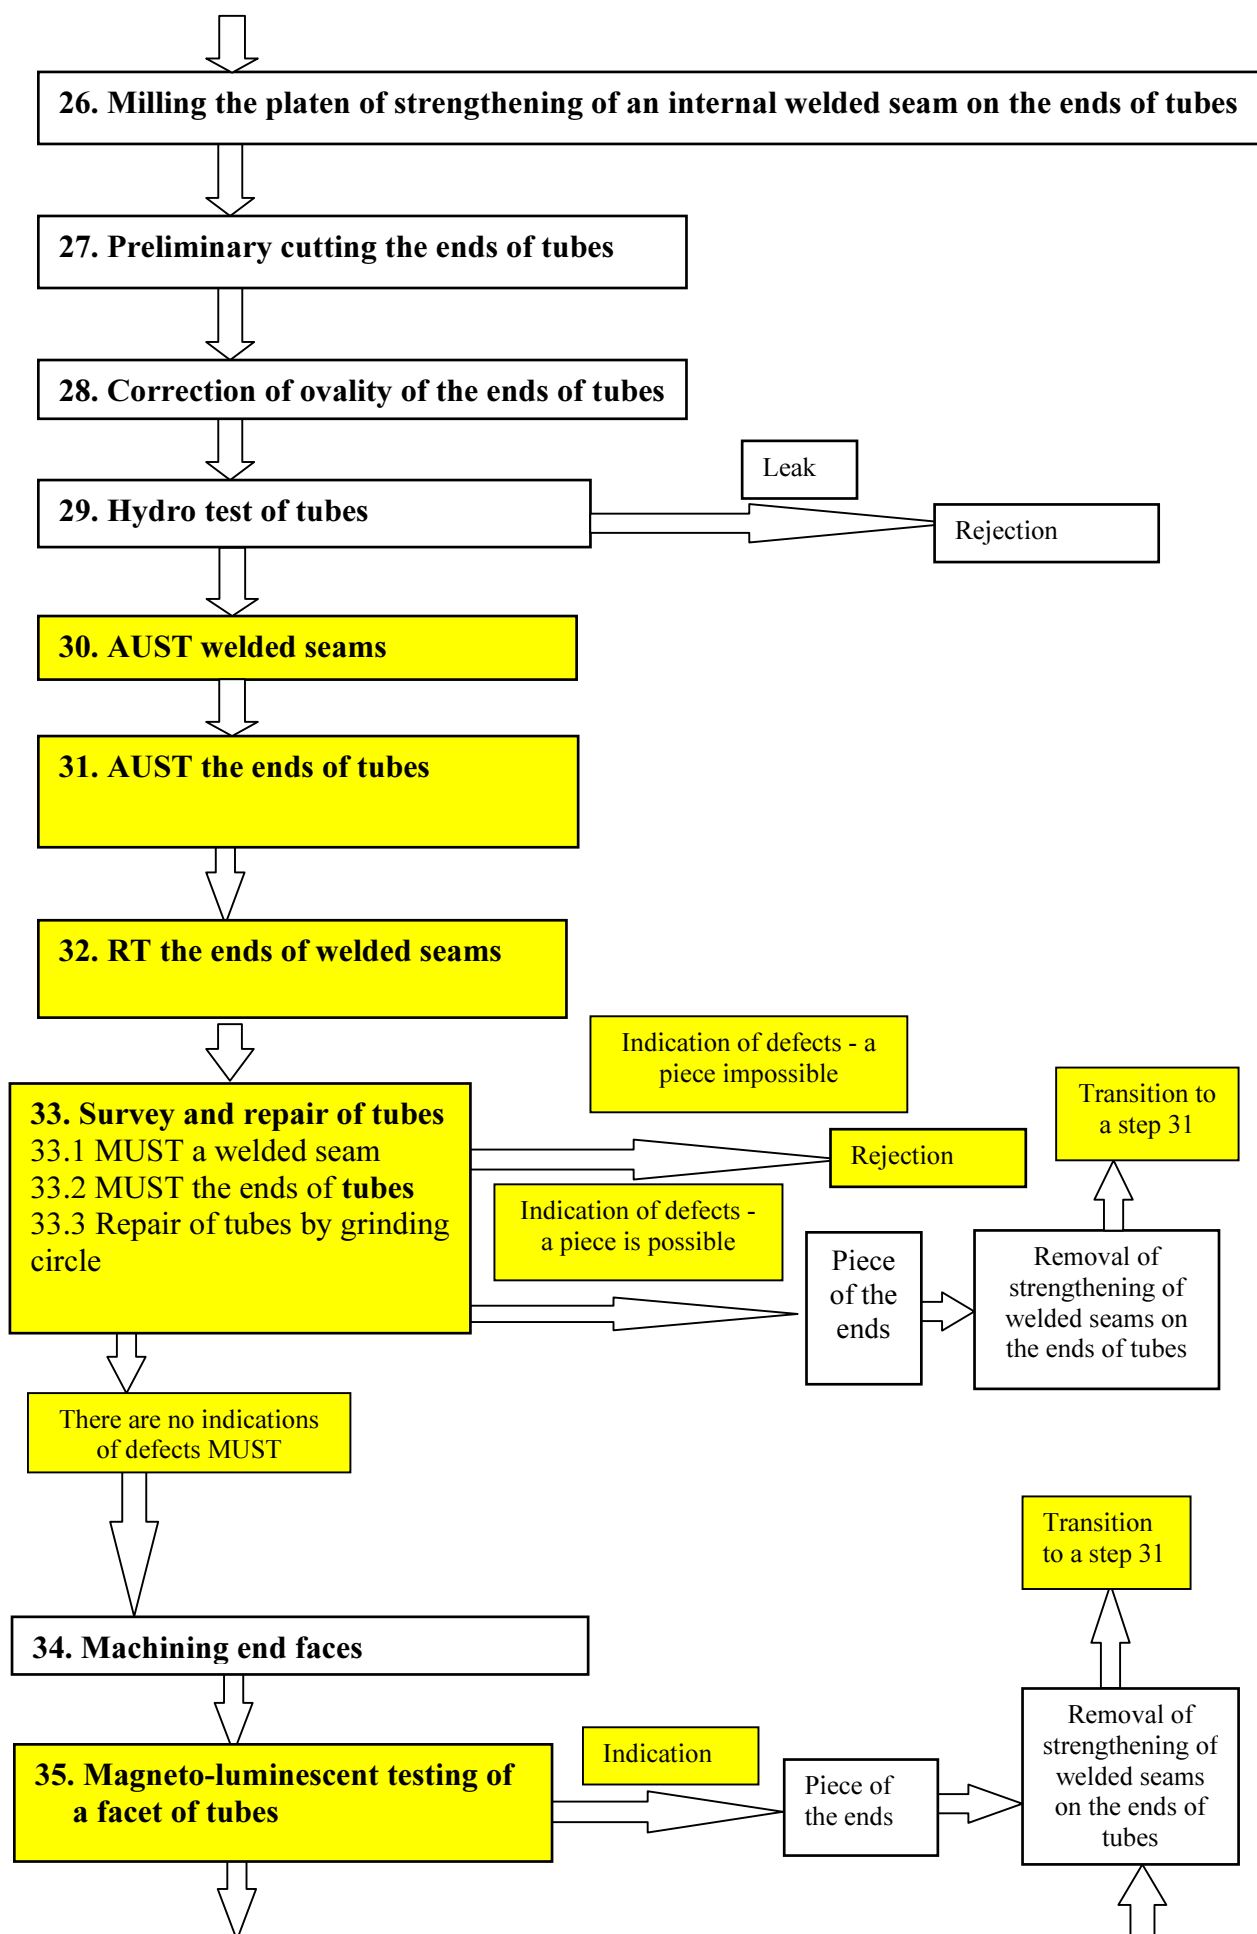 26. Milling the platen of strengthening of an internal welded seam on the ends of tubes
27. Preliminary cutting the ends of tubes
28. Correction of ovality of the ends of tubes
29. Hydro test of tubes
Leak
Rejection
30. AUST welded seams
31. AUST the ends of tubes
32. RT the ends of welded seams
33. Survey and repair of tubes
33.1 MUST a welded seam
33.2 MUST the ends of tubes
33.3 Repair of tubes by grinding
circle
Indication of defects - a
piece impossible
Rejection
Indication of defects -
a piece is possible
Piece
of the
ends
Removal of
strengthening of
welded seams on
the ends of tubes
Transition to
a step 31
There are no indications
of defects MUST
34. Machining end faces
35. Magneto-luminescent testing of
a facet of tubes
Indication
Piece of
the ends
Removal of
strengthening of
welded seams
on the ends of
tubes
Transition
to a step 31